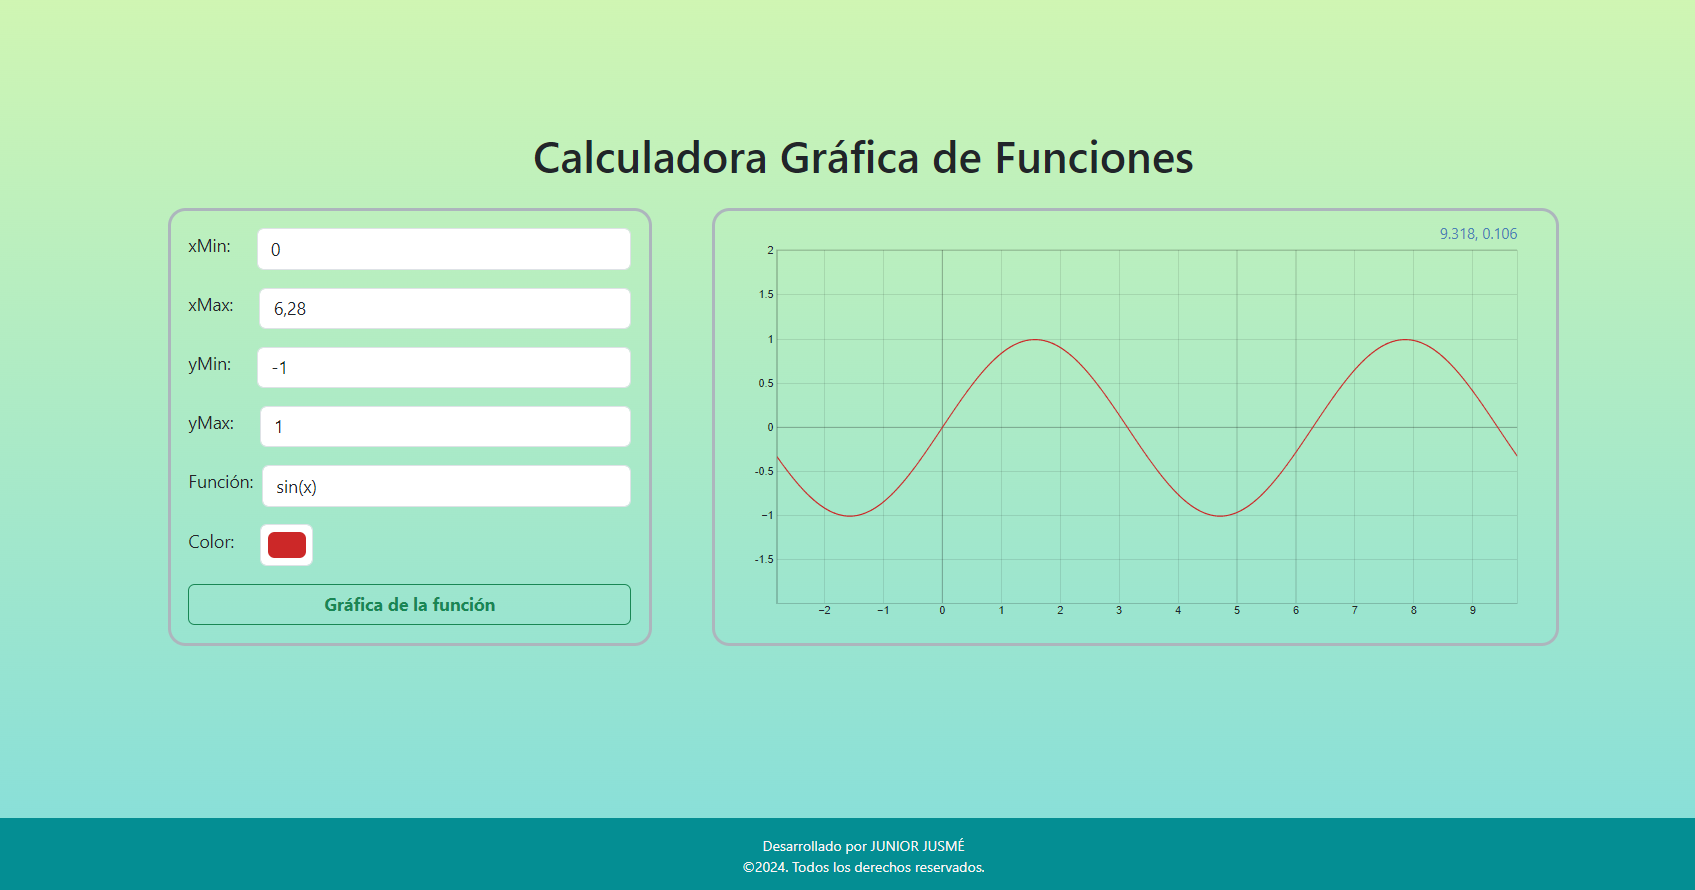 Calculadora Gráfica de Funciones
xMin: 0
xMax: 6,28
yMin: -1
yMax: 1
Función: sin(x)
Color:
Gráfica de la función
9.318, 0.106
2
1.5
1
0.5
0
-0.5
−1
-1.5
−2 −1 0 1 2 3 4 5 6 7 8 9
Desarrollado por JUNIOR JUSMÉ
©2024. Todos los derechos reservados.